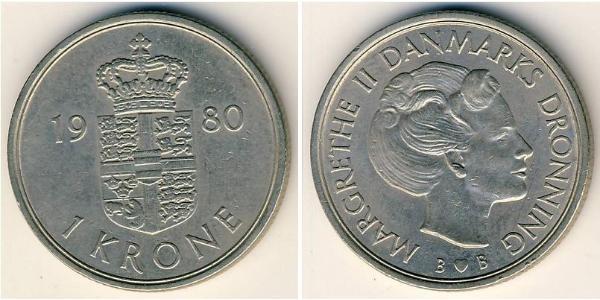 19 80
1 KRONE
MARGRETHE II DANMARKS DRONNING
B ♥ B